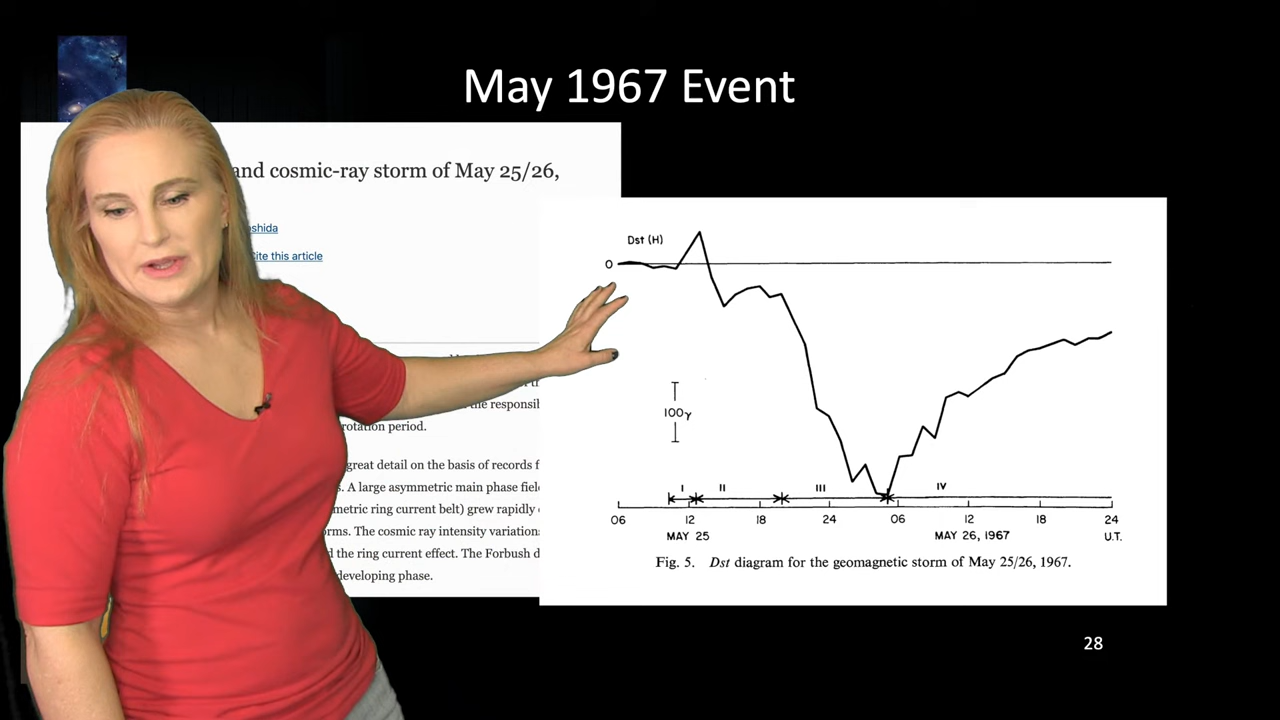 May 1967 Event
and cosmic-ray storm of May 25/26,
oshida
Cite this article
the responsib
rotation period.
great detail on the basis of records f
s. A large asymmetric main phase fiel
metric ring current belt) grew rapidly
rms. The cosmic ray intensity variation
d the ring current effect. The Forbush d
developing phase.
Dst (H)
0
100γ
I II III IV
06 12 18 24 06 12 18 24
MAY 25 MAY 26, 1967 U.T.
Fig. 5. Dst diagram for the geomagnetic storm of May 25/26, 1967.
28